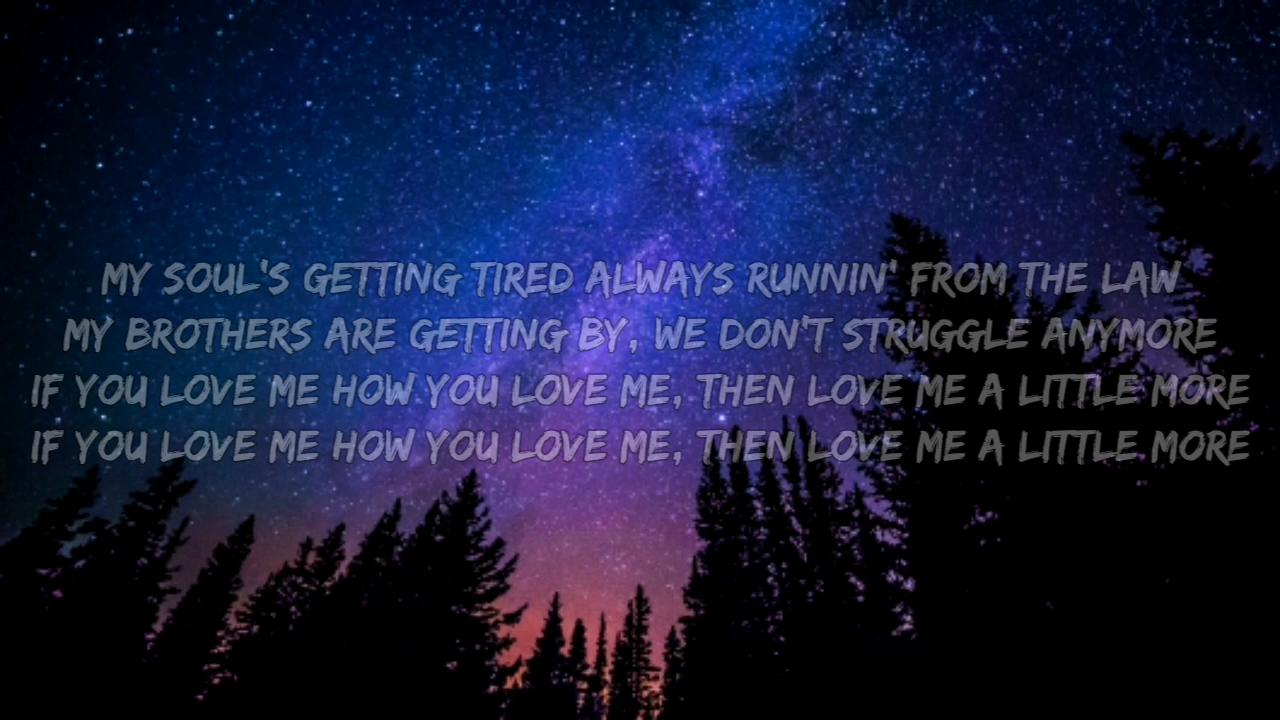 MY SOUL'S GETTING TIRED ALWAYS RUNNIN' FROM THE LAW
MY BROTHERS ARE GETTING BY, WE DON'T STRUGGLE ANYMORE
IF YOU LOVE ME HOW YOU LOVE ME, THEN LOVE ME A LITTLE MORE
IF YOU LOVE ME HOW YOU LOVE ME, THEN LOVE ME A LITTLE MORE